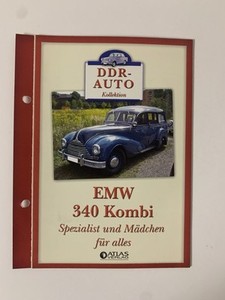 DDR-
AUTO
Kollektion
EMW
340 Kombi
Spezialist und Mädchen
für alles
ATLAS